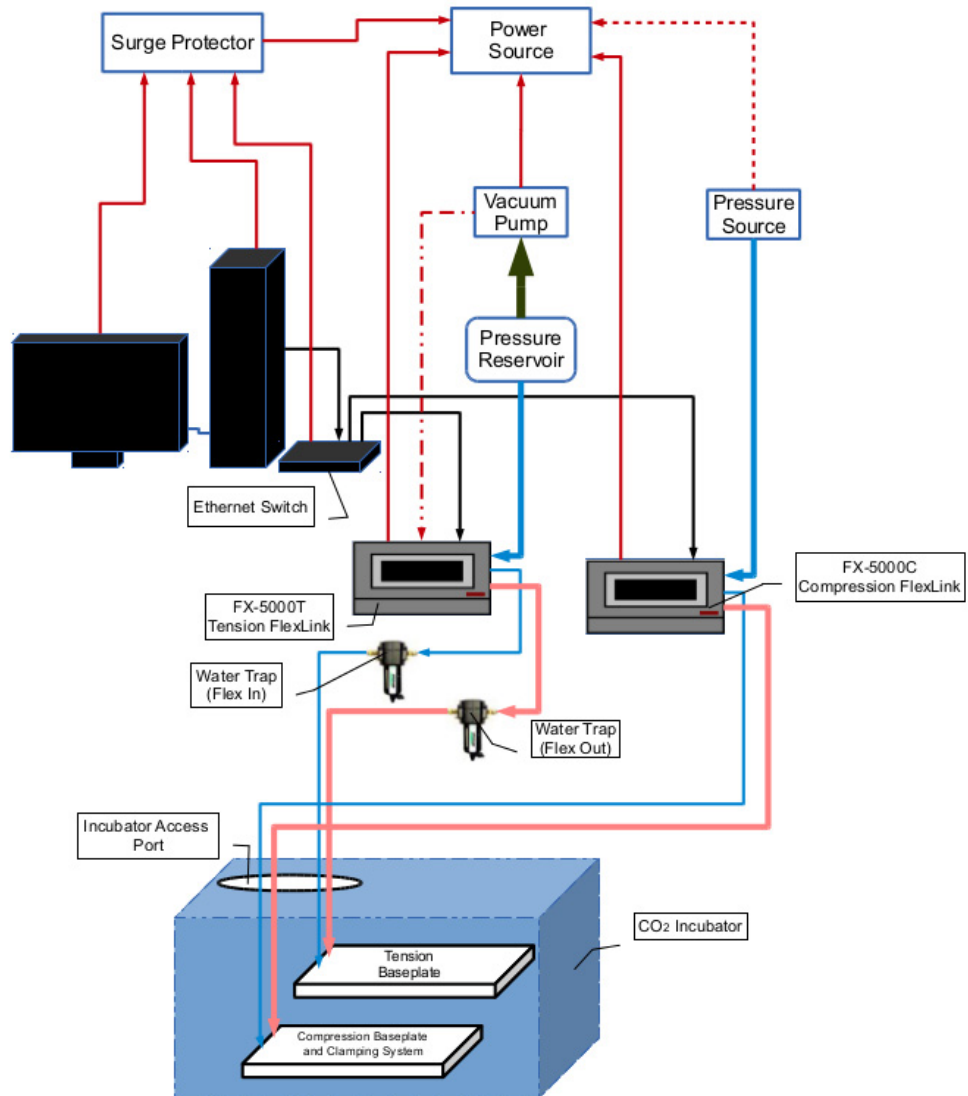 Surge Protector
Power
Source
Vacuum
Pump
Pressure
Source
Pressure
Reservoir
Ethernet Switch
FX-5000T
Tension FlexLink
FX-5000C
Compression FlexLink
Water Trap
(Flex In)
Water Trap
(Flex Out)
Incubator Access
Port
CO2 Incubator
Tension
Baseplate
Compression Baseplate
and Clamping System